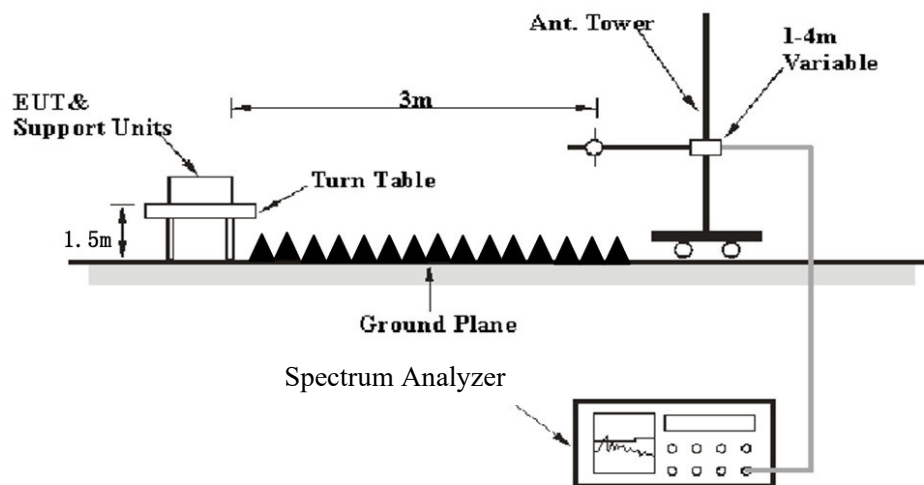 Ant. Tower
1-4m
Variable
EUT&
Support Units
3m
Turn Table
1.5m
Ground Plane
Spectrum Analyzer